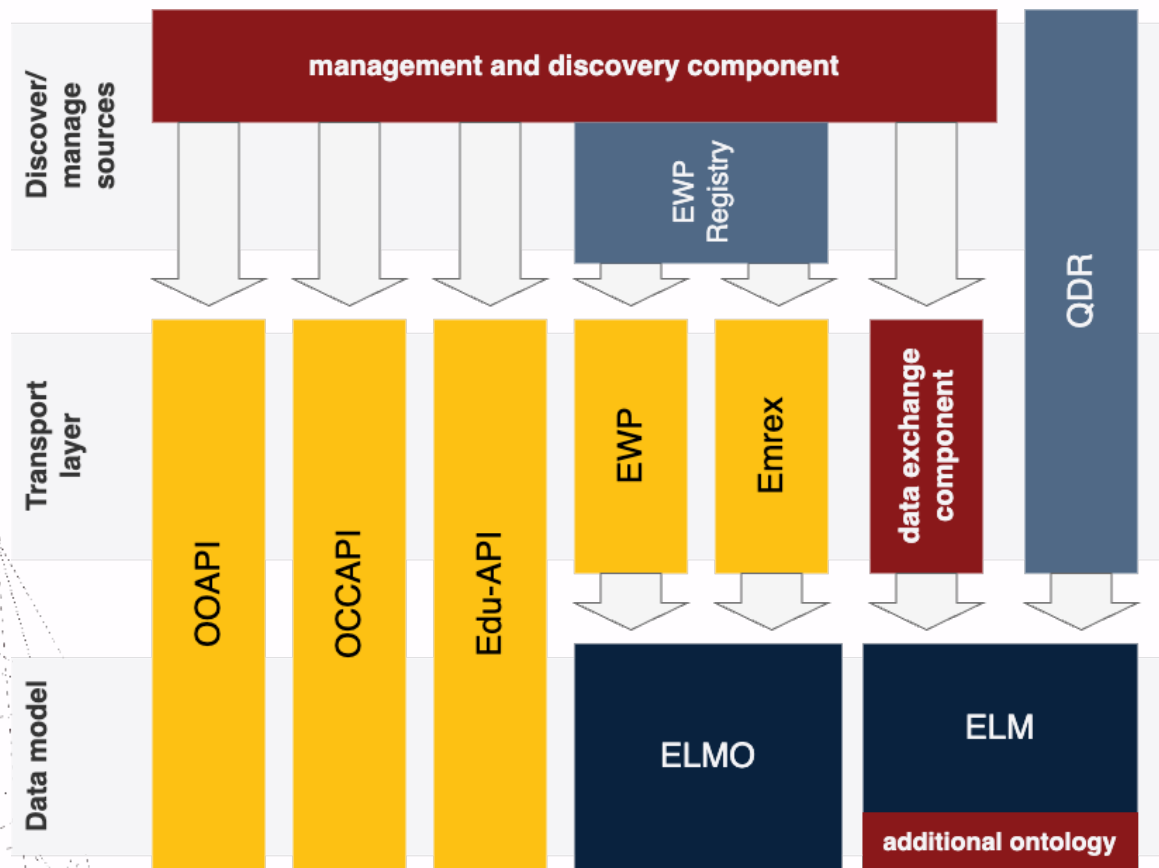 management and discovery component
Discover/
manage
sources
EWP
Registry
QDR
Transport
layer
OOAPI
OCCAPI
Edu-API
EWP
Emrex
data exchange
component
Data model
ELMO
ELM
additional ontology